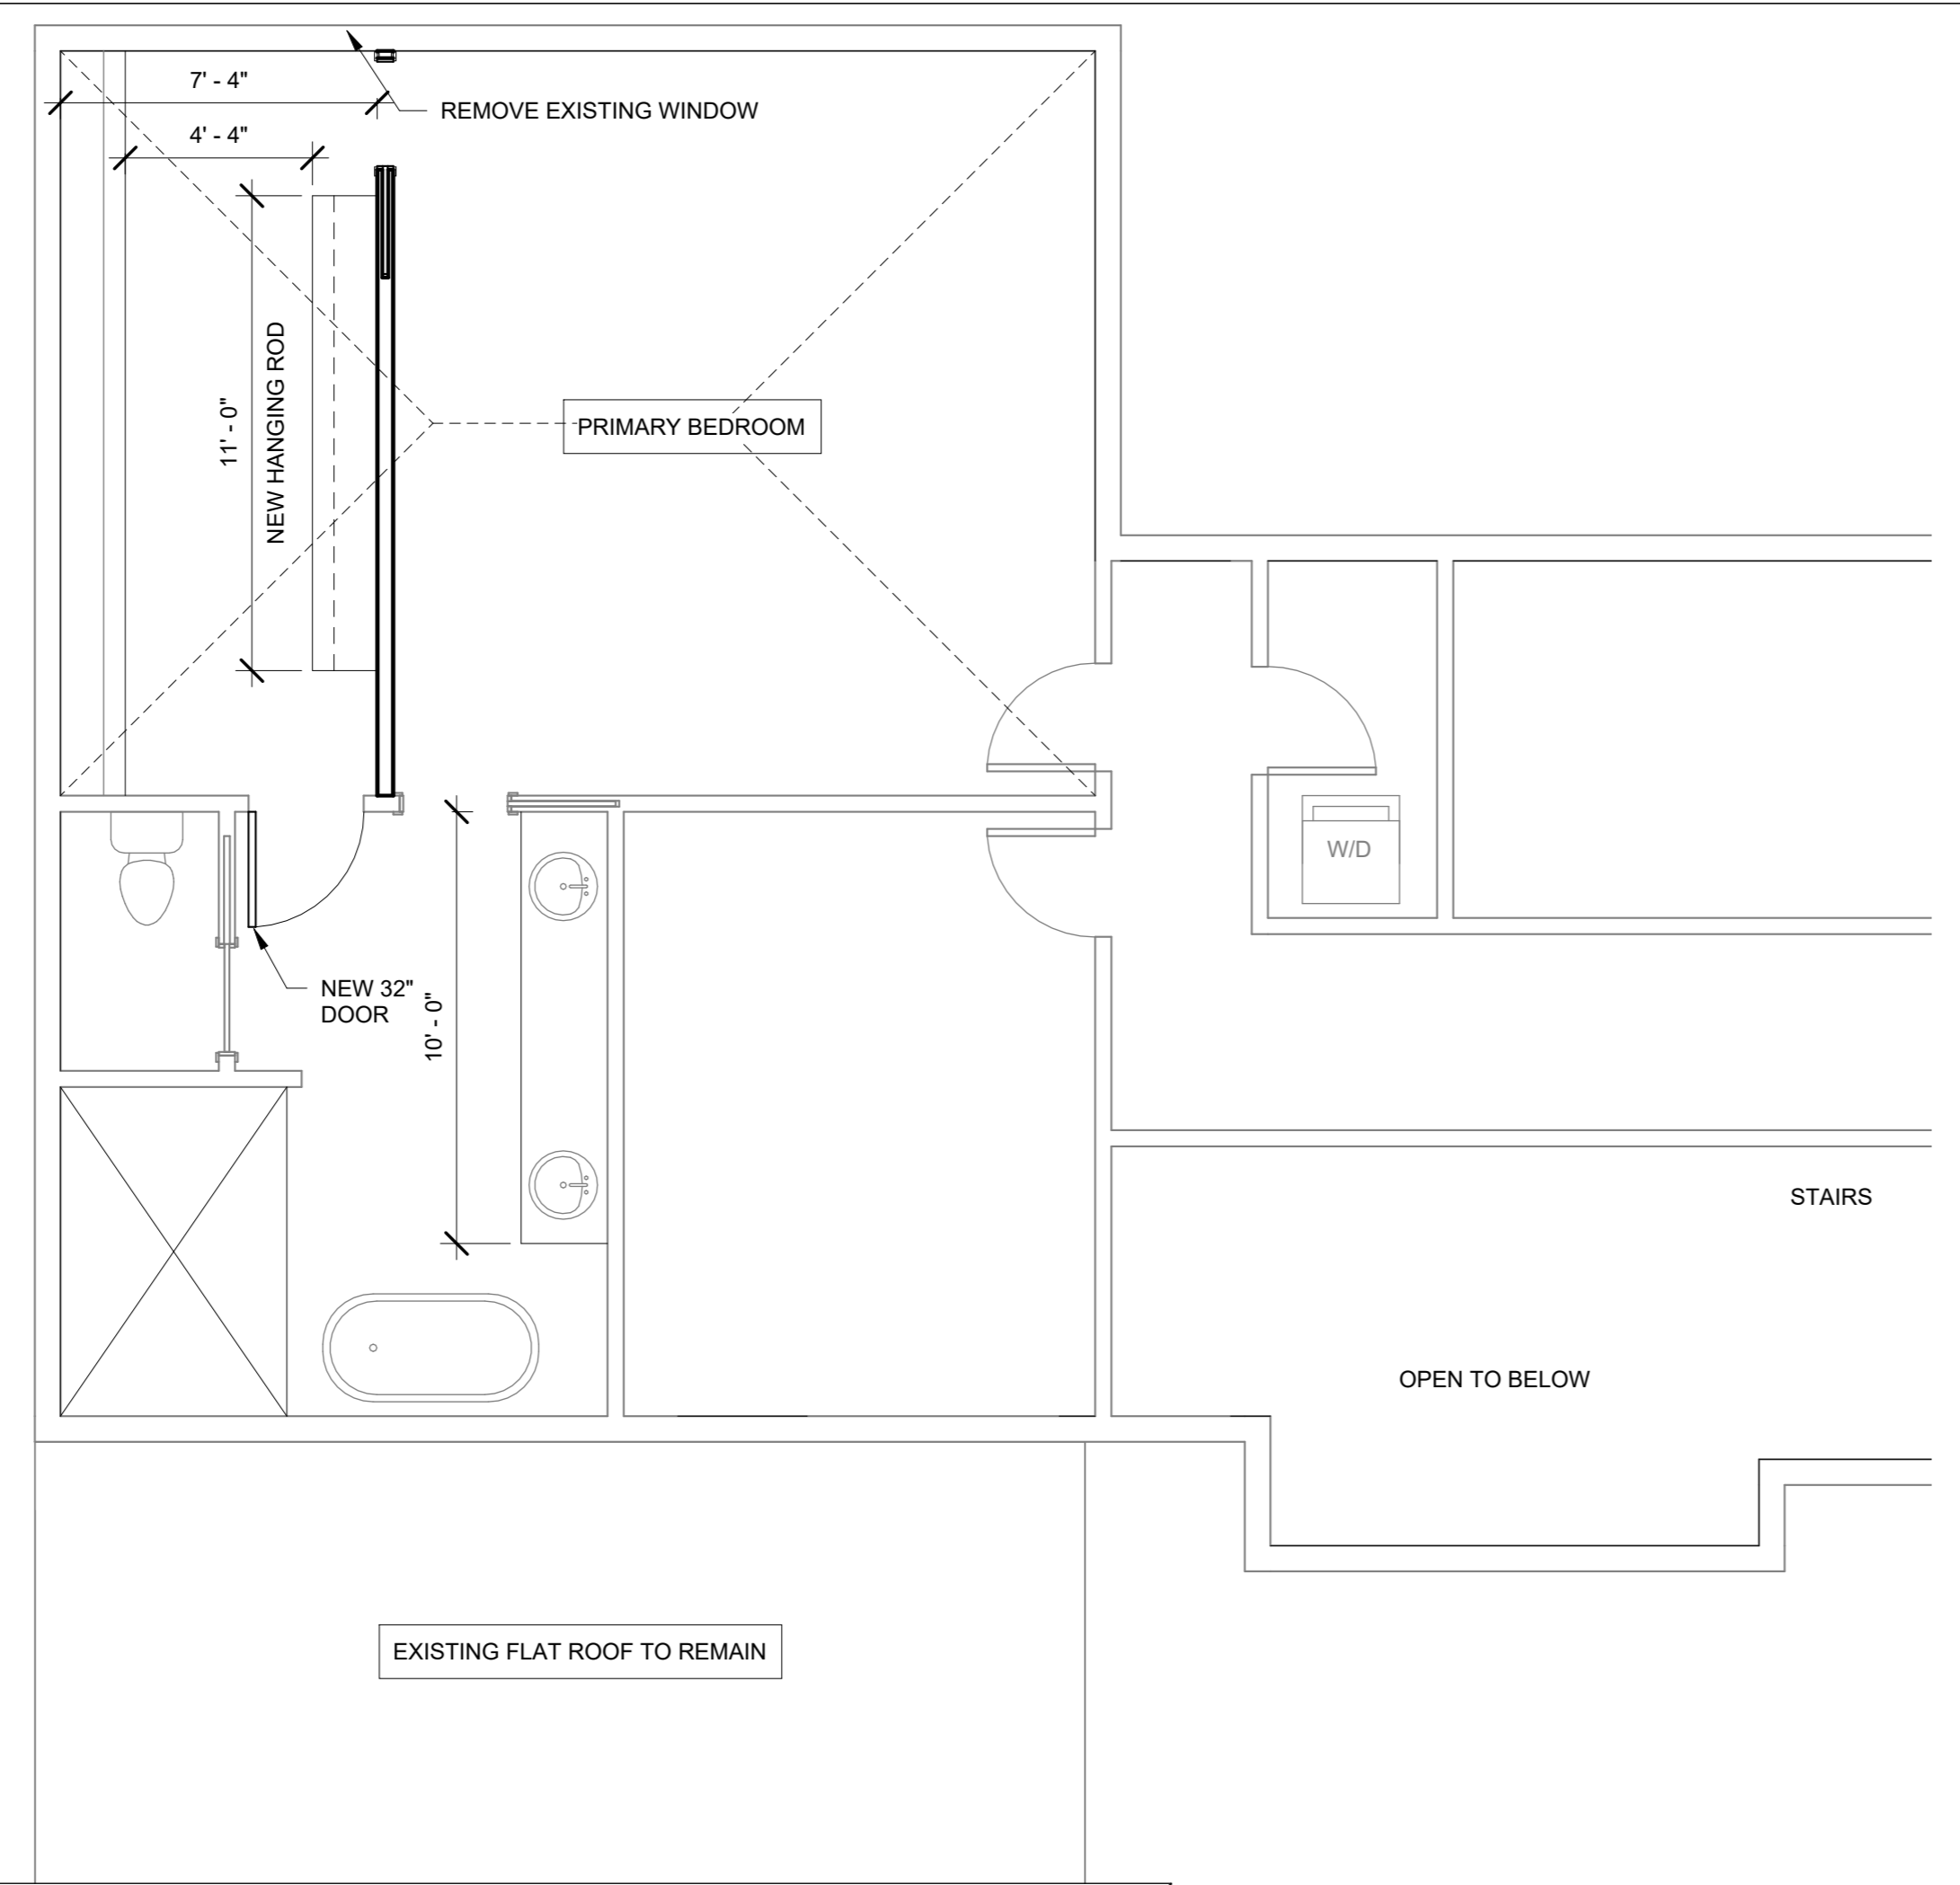 7' - 4"
REMOVE EXISTING WINDOW
4' - 4"
11' - 0"
NEW HANGING ROD
PRIMARY BEDROOM
W/D
NEW 32"
DOOR
10' - 0"
STAIRS
OPEN TO BELOW
EXISTING FLAT ROOF TO REMAIN